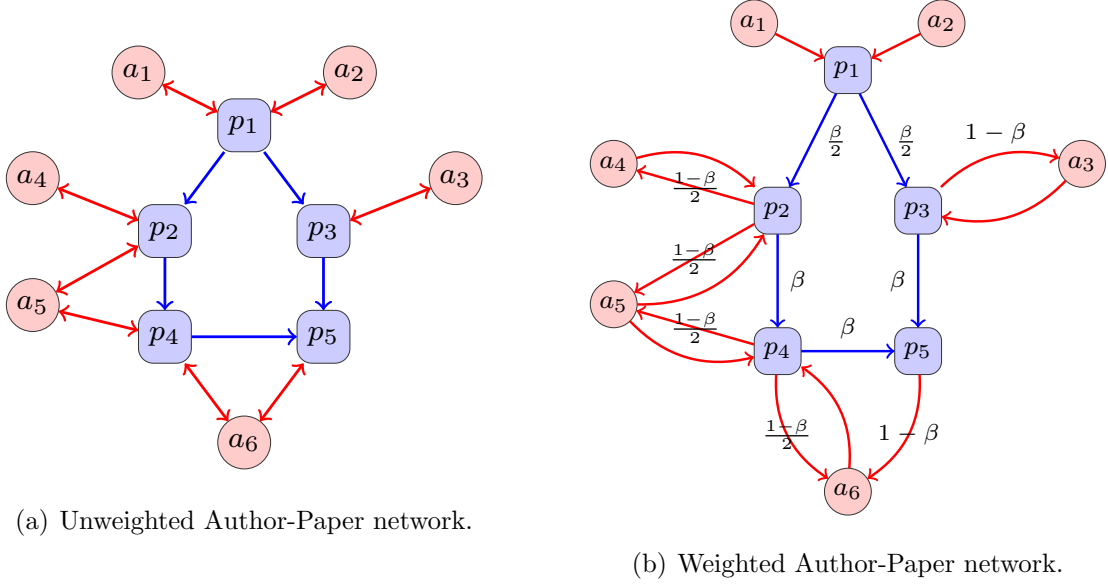 a₁
a₂
p₁
a₄
a₃
p₂
p₃
a₅
p₄
p₅
a₆
(a) Unweighted Author-Paper network.
a₁
a₂
p₁
β/2
β/2
1 − β
a₄
a₃
(1−β)/2
p₂
p₃
(1−β)/2
β
β
a₅
(1−β)/2
β
p₄
p₅
(1−β)/2
1 − β
a₆
(b) Weighted Author-Paper network.